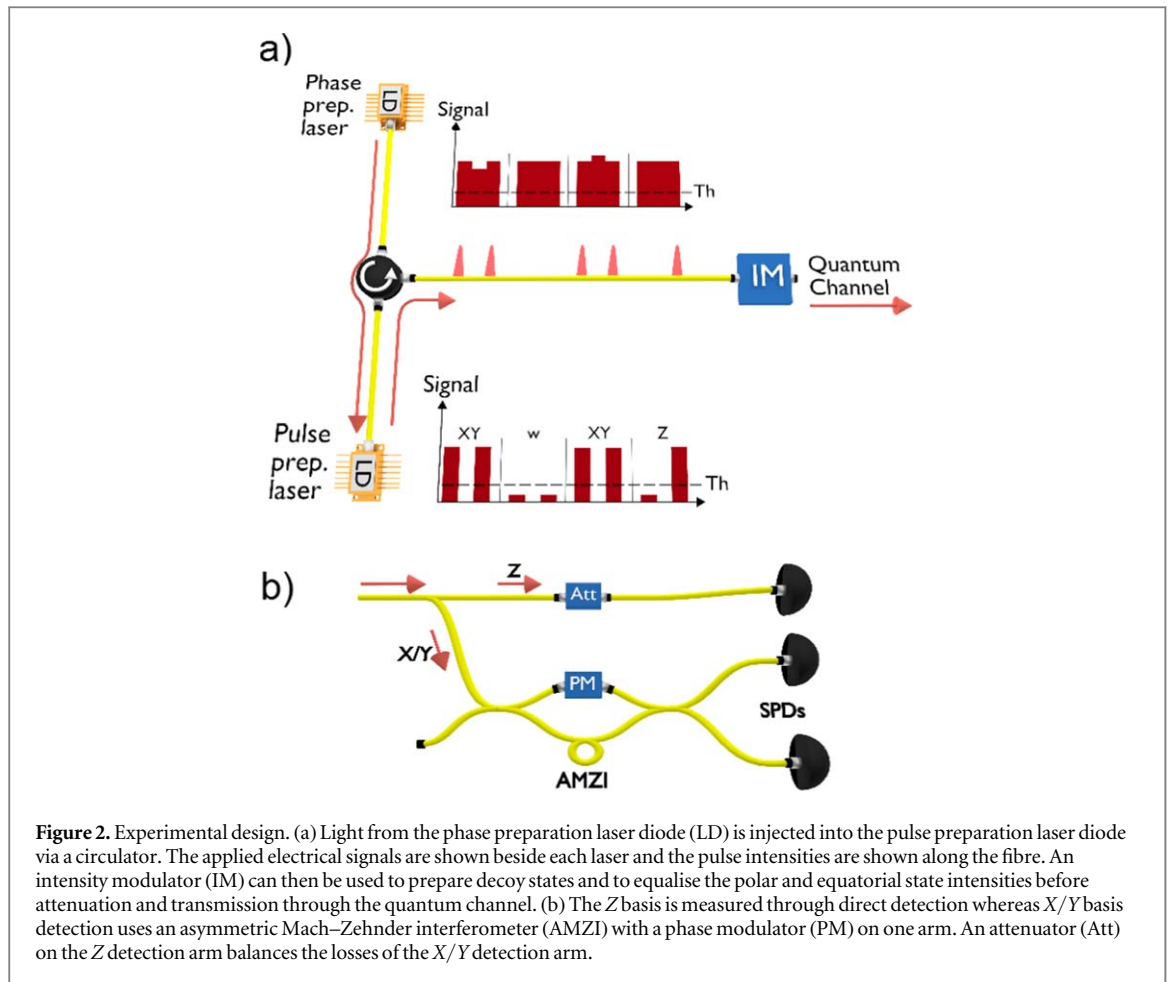 a)
Phase
prep.
laser
LD
Signal
Th
IM
Quantum
Channel
Signal
XY
w
XY
Z
Th
Pulse
prep.
laser
LD
b)
Z
Att
X/Y
PM
SPDs
AMZI
Figure 2. Experimental design. (a) Light from the phase preparation laser diode (LD) is injected into the pulse preparation laser diode
via a circulator. The applied electrical signals are shown beside each laser and the pulse intensities are shown along the fibre. An
intensity modulator (IM) can then be used to prepare decoy states and to equalise the polar and equatorial state intensities before
attenuation and transmission through the quantum channel. (b) The Z basis is measured through direct detection whereas X/Y basis
detection uses an asymmetric Mach–Zehnder interferometer (AMZI) with a phase modulator (PM) on one arm. An attenuator (Att)
on the Z detection arm balances the losses of the X/Y detection arm.